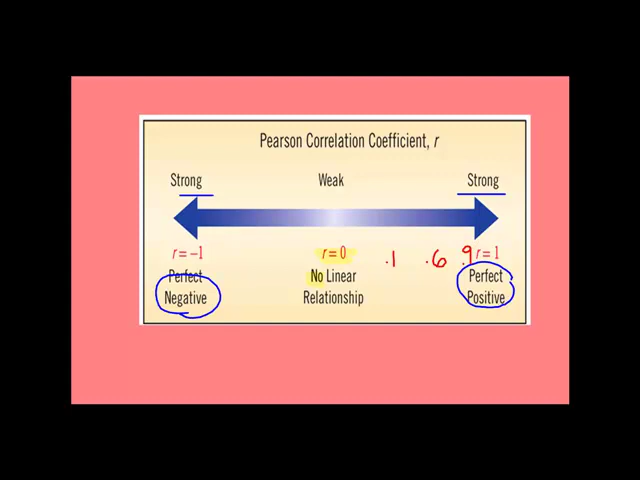 Pearson Correlation Coefficient, r
Strong Weak Strong
r = -1 r = 0 .1 .6 .9 r = 1
Perfect Negative
No Linear Relationship
Perfect Positive